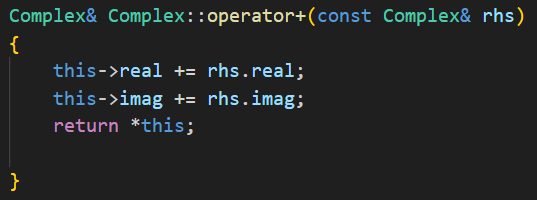 Complex& Complex::operator+(const Complex& rhs)
{
    this->real += rhs.real;
    this->imag += rhs.imag;
    return *this;
}